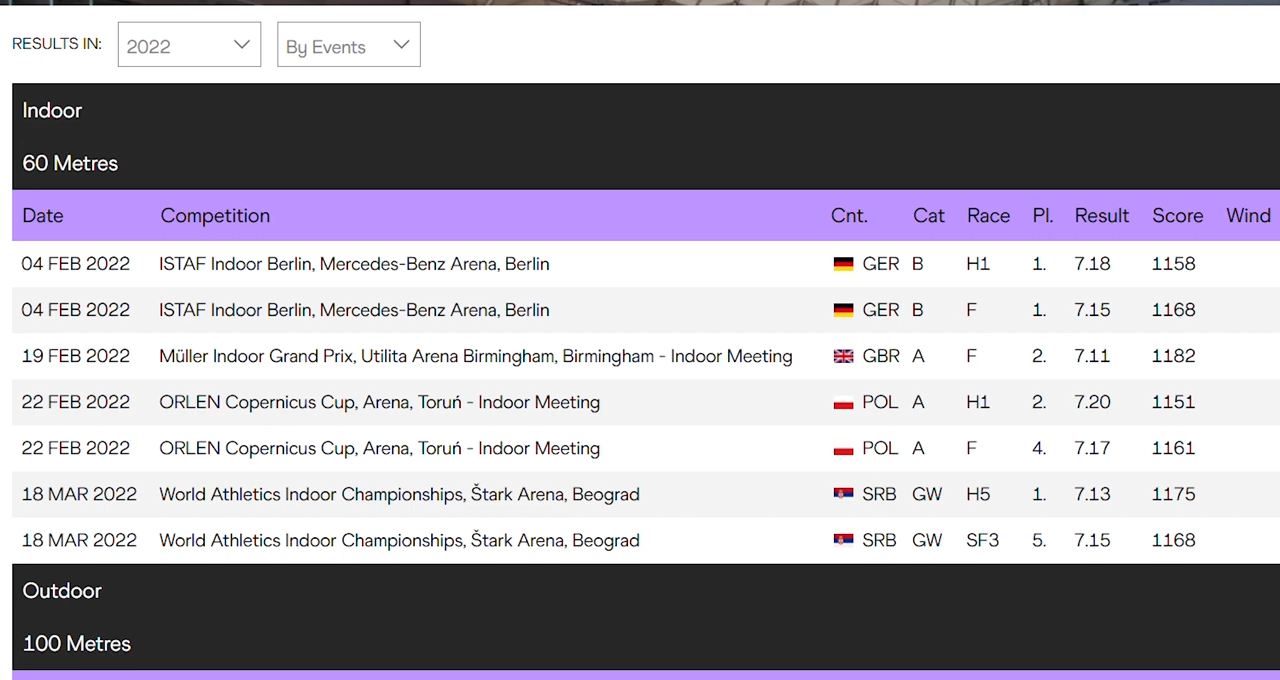 RESULTS IN: 2022 By Events
Indoor
60 Metres
Date Competition Cnt. Cat Race Pl. Result Score Wind
04 FEB 2022 ISTAF Indoor Berlin, Mercedes-Benz Arena, Berlin GER B H1 1. 7.18 1158
04 FEB 2022 ISTAF Indoor Berlin, Mercedes-Benz Arena, Berlin GER B F 1. 7.15 1168
19 FEB 2022 Müller Indoor Grand Prix, Utilita Arena Birmingham, Birmingham - Indoor Meeting GBR A F 2. 7.11 1182
22 FEB 2022 ORLEN Copernicus Cup, Arena, Toruń - Indoor Meeting POL A H1 2. 7.20 1151
22 FEB 2022 ORLEN Copernicus Cup, Arena, Toruń - Indoor Meeting POL A F 4. 7.17 1161
18 MAR 2022 World Athletics Indoor Championships, Štark Arena, Beograd SRB GW H5 1. 7.13 1175
18 MAR 2022 World Athletics Indoor Championships, Štark Arena, Beograd SRB GW SF3 5. 7.15 1168
Outdoor
100 Metres